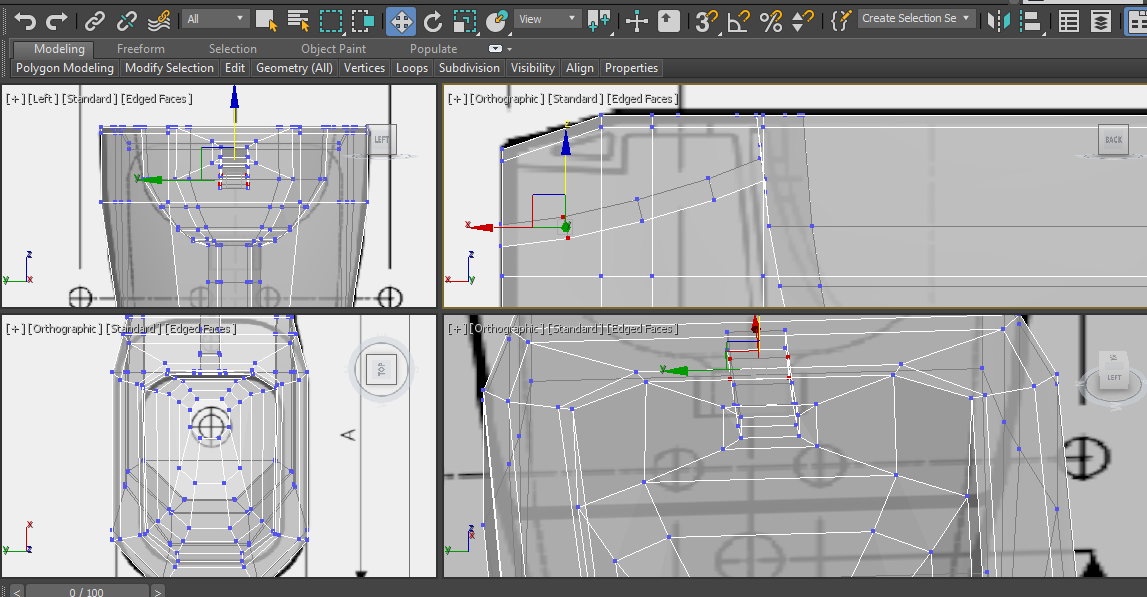 All
View
3
Create Selection Se
Modeling Freeform Selection Object Paint Populate
Polygon Modeling Modify Selection Edit Geometry (All) Vertices Loops Subdivision Visibility Align Properties
[+] [Left] [Standard] [Edged Faces]
[+] [Orthographic] [Standard] [Edged Faces]
LEFT
BACK
y
z
y x
x
z
x y
[+] [Orthographic] [Standard] [Edged Faces]
[+] [Orthographic] [Standard] [Edged Faces]
TOP
LEFT
A
y
x
y z
z
y x
< 0 / 100 >